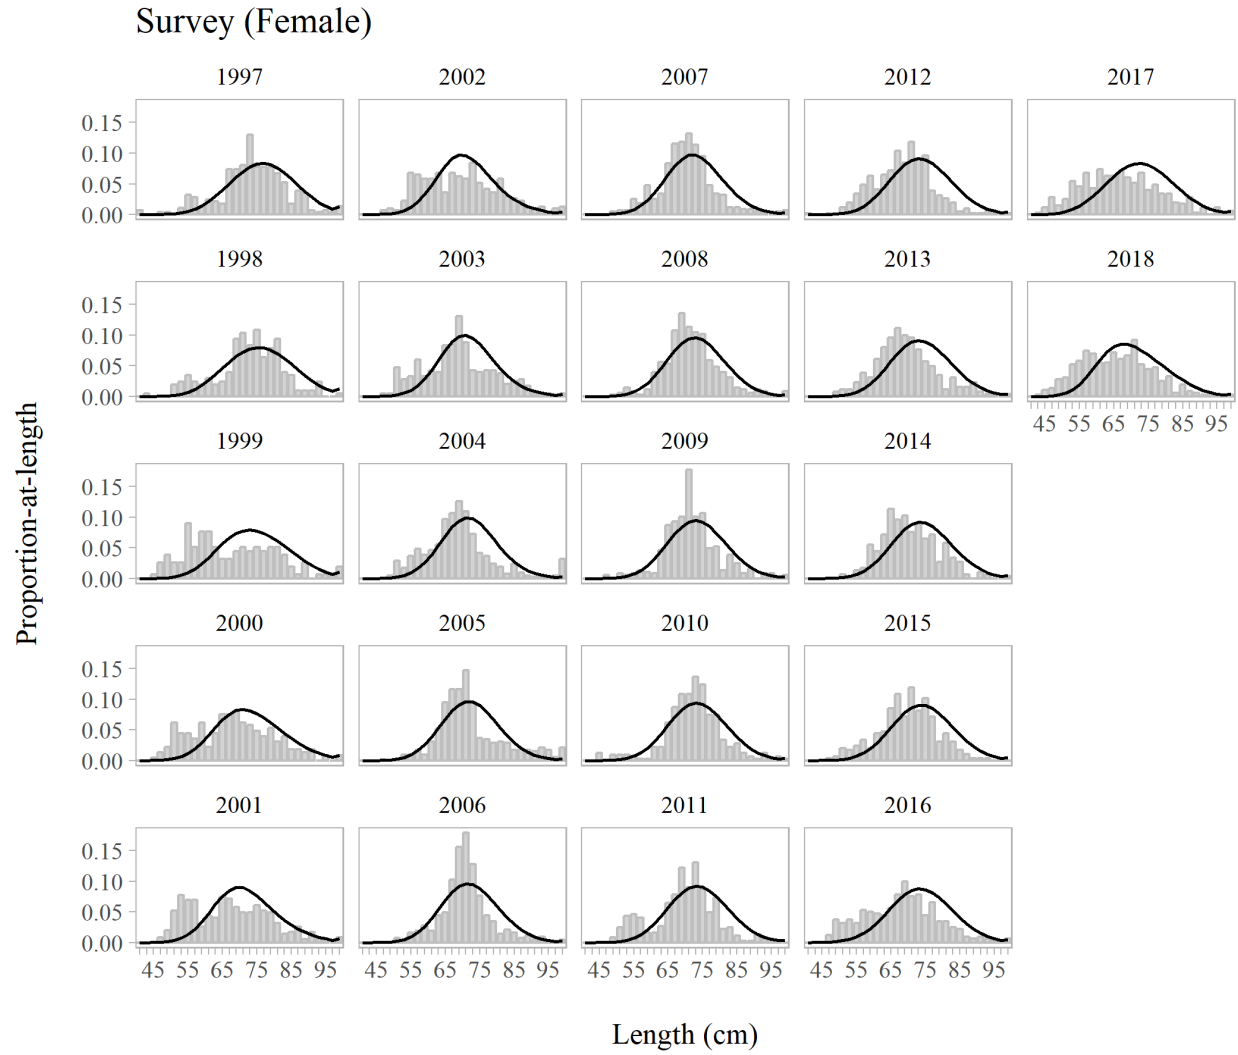 Survey (Female)
1997 2002 2007 2012 2017
0.15
0.10
0.05
0.00
1998 2003 2008 2013 2018
0.15
0.10
0.05
0.00
45 55 65 75 85 95
1999 2004 2009 2014
0.15
0.10
0.05
0.00
2000 2005 2010 2015
0.15
0.10
0.05
0.00
2001 2006 2011 2016
0.15
0.10
0.05
0.00
45 55 65 75 85 95 45 55 65 75 85 95 45 55 65 75 85 95 45 55 65 75 85 95
Proportion-at-length
Length (cm)